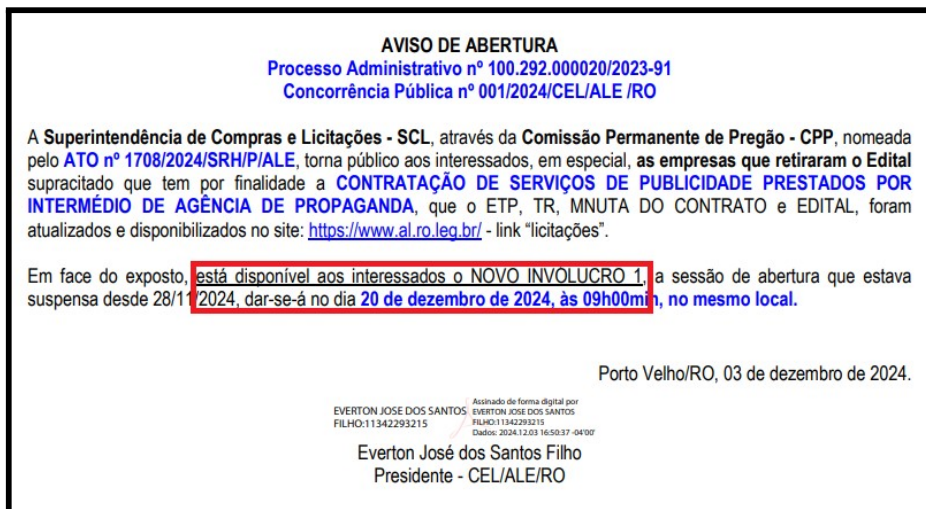 AVISO DE ABERTURA
Processo Administrativo nº 100.292.000020/2023-91
Concorrência Pública nº 001/2024/CEL/ALE /RO
A Superintendência de Compras e Licitações - SCL, através da Comissão Permanente de Pregão - CPP, nomeada
pelo ATO nº 1708/2024/SRH/P/ALE, torna público aos interessados, em especial, as empresas que retiraram o Edital
supracitado que tem por finalidade a CONTRATAÇÃO DE SERVIÇOS DE PUBLICIDADE PRESTADOS POR
INTERMÉDIO DE AGÊNCIA DE PROPAGANDA, que o ETP, TR, MNUTA DO CONTRATO e EDITAL, foram
atualizados e disponibilizados no site: https://www.al.ro.leg.br/ - link “licitações”.
Em face do exposto, está disponível aos interessados o NOVO INVOLUCRO 1, a sessão de abertura que estava
suspensa desde 28/11/2024, dar-se-á no dia 20 de dezembro de 2024, às 09h00min, no mesmo local.
Porto Velho/RO, 03 de dezembro de 2024.
EVERTON JOSE DOS SANTOS
FILHO:11342293215
Assinado de forma digital por
EVERTON JOSE DOS SANTOS
FILHO:11342293215
Dados: 2024.12.03 16:50:37 -04'00'
Everton José dos Santos Filho
Presidente - CEL/ALE/RO